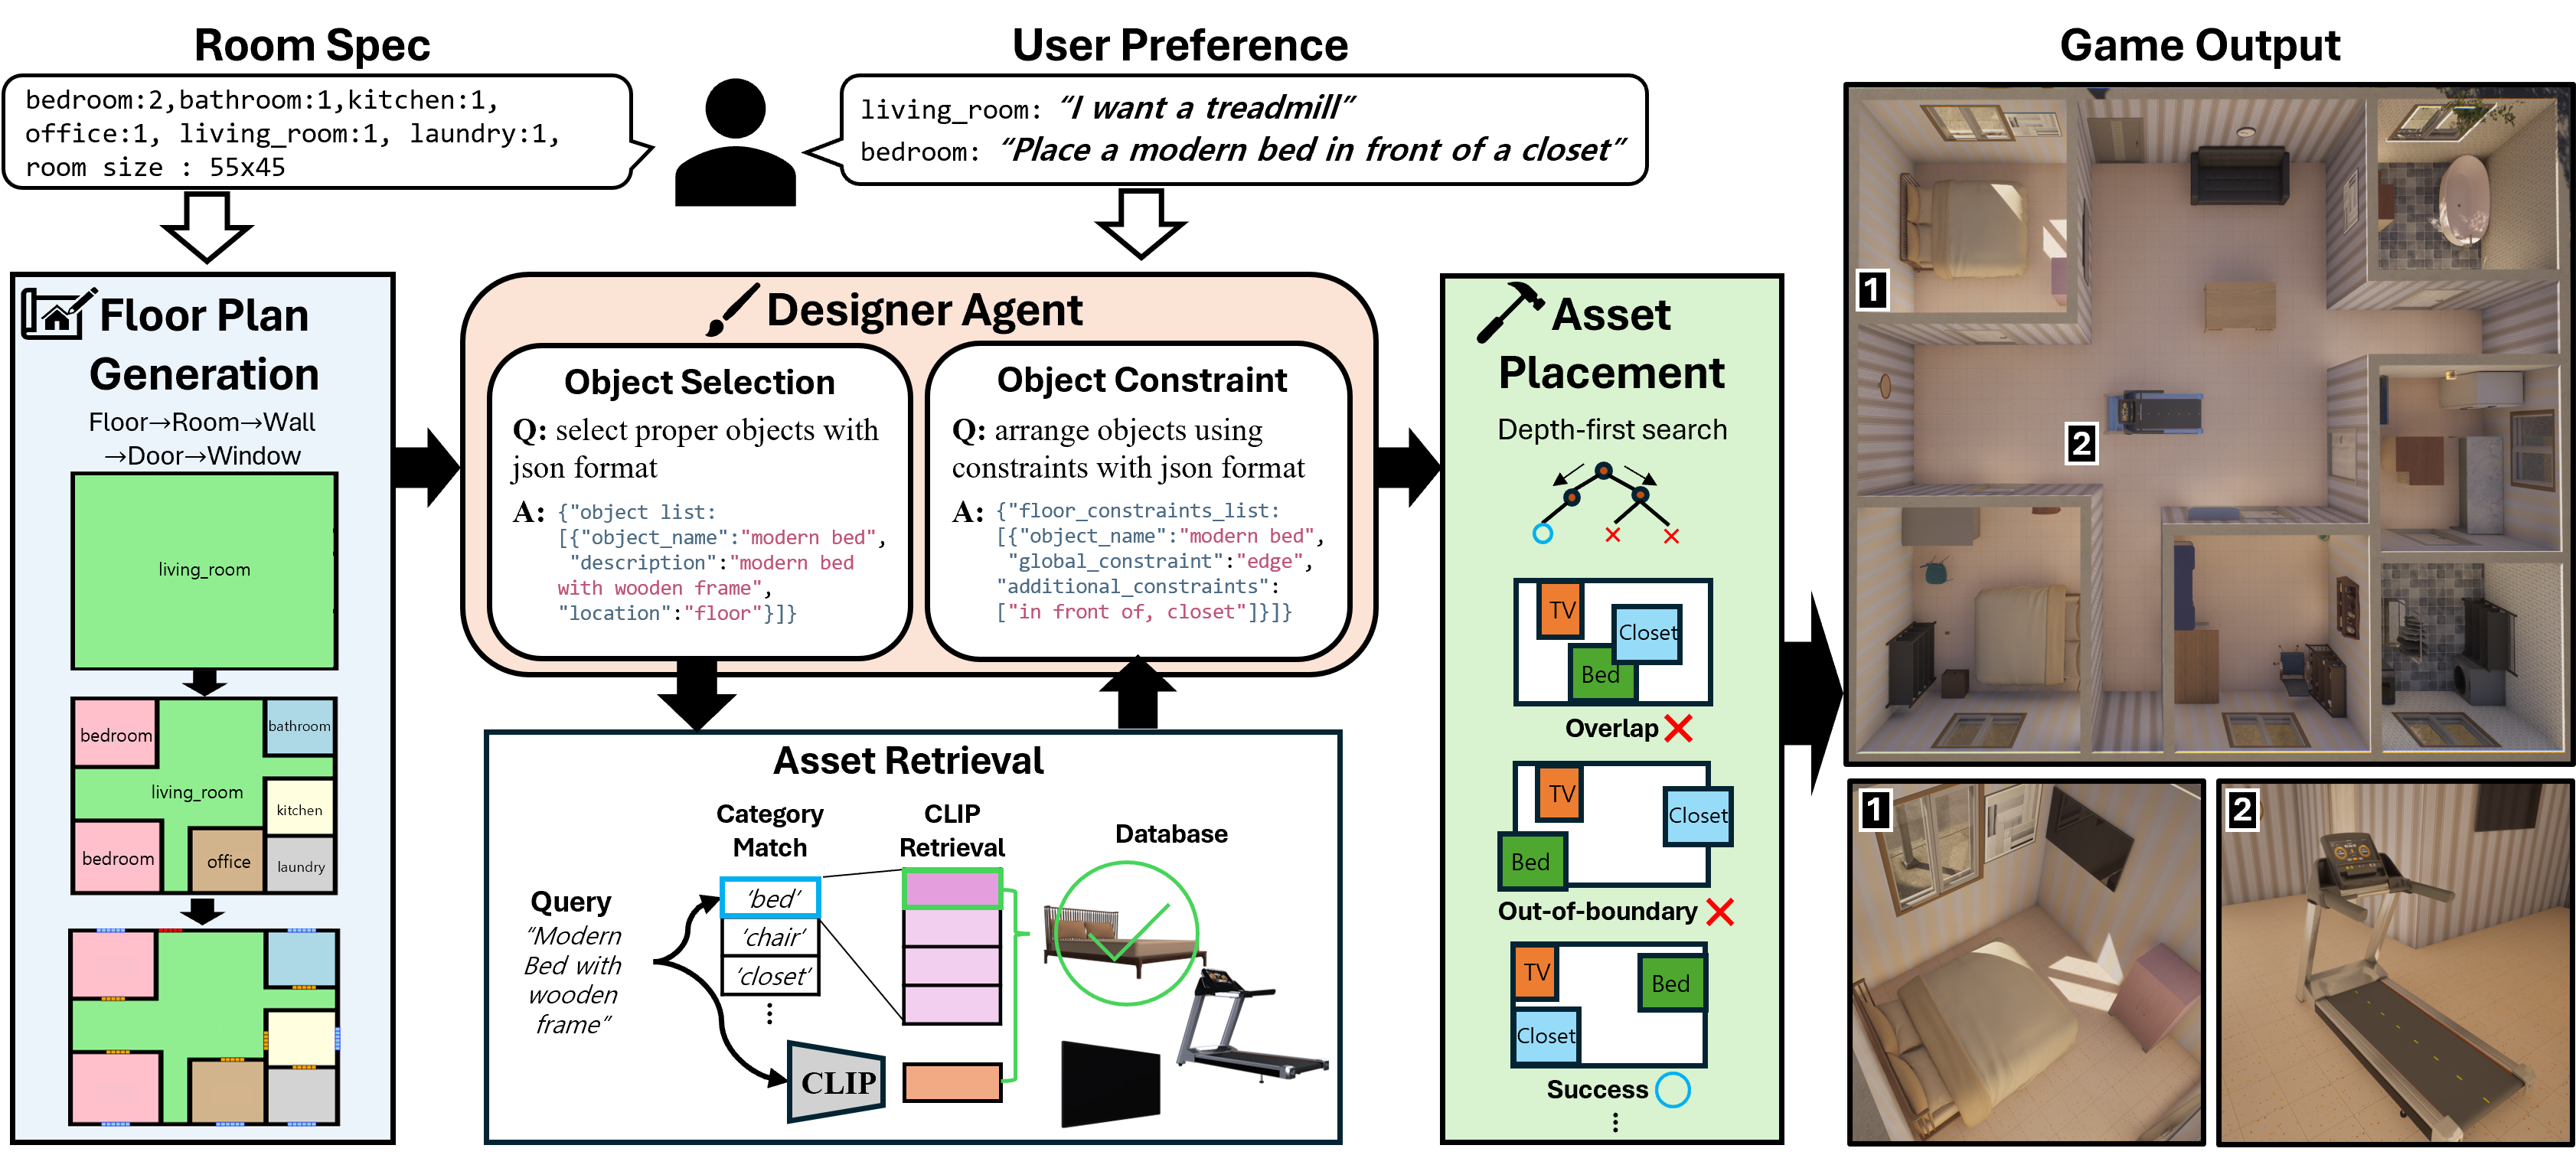 Room Spec
bedroom:2,bathroom:1,kitchen:1,
office:1, living_room:1, laundry:1,
room size : 55x45
User Preference
living_room: “I want a treadmill”
bedroom: “Place a modern bed in front of a closet”
Game Output
Floor Plan
Generation
Floor→Room→Wall
→Door→Window
living_room
bedroom
bathroom
living_room
kitchen
bedroom
office
laundry
Designer Agent
Object Selection
Q: select proper objects with
json format
A: {"object list:
[{"object_name":"modern bed",
"description":"modern bed
with wooden frame",
"location":"floor"}]}
Object Constraint
Q: arrange objects using
constraints with json format
A: {"floor_constraints_list:
[{"object_name":"modern bed",
"global_constraint":"edge",
"additional_constraints":
["in front of, closet"]}]}
Asset Retrieval
Category
Match
CLIP
Retrieval
Database
Query
“Modern
Bed with
wooden
frame”
‘bed’
‘chair’
‘closet’
CLIP
Asset
Placement
Depth-first search
TV
Closet
Bed
Overlap
TV
Closet
Bed
Out-of-boundary
TV
Bed
Closet
Success
1
2
1
2